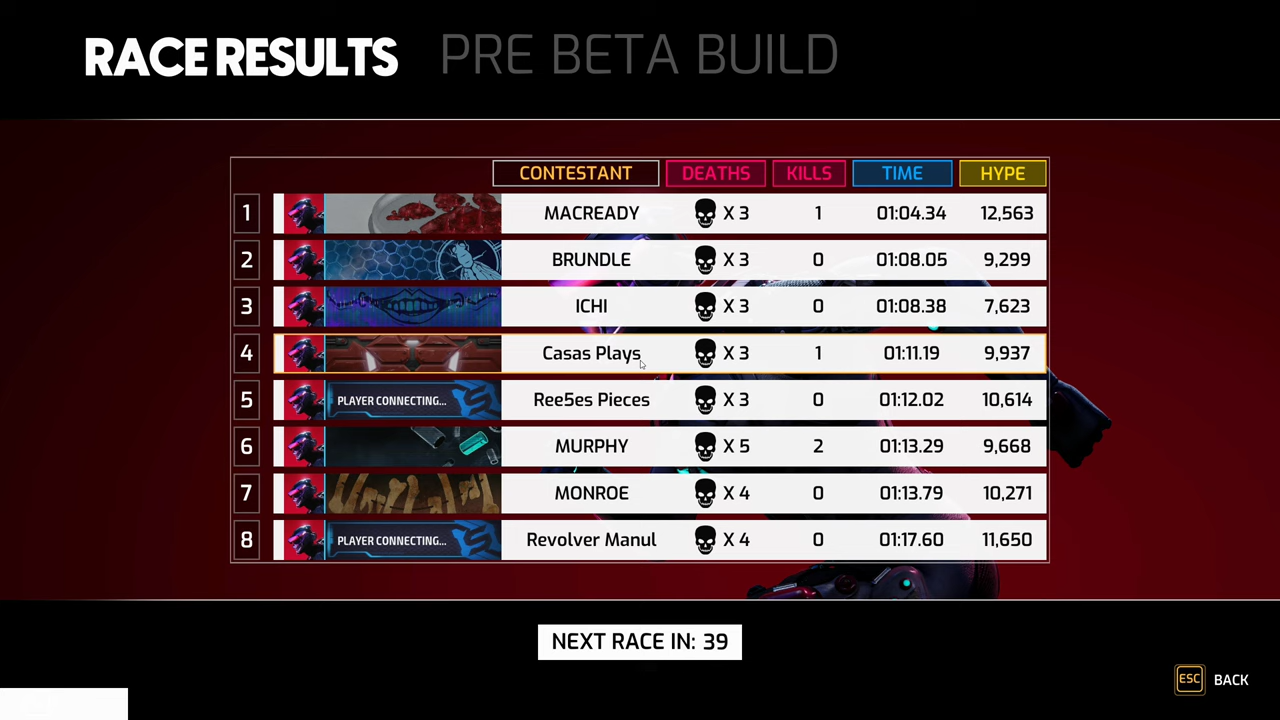 RACE RESULTS PRE BETA BUILD
CONTESTANT DEATHS KILLS TIME HYPE
1 MACREADY X 3 1 01:04.34 12,563
2 BRUNDLE X 3 0 01:08.05 9,299
3 ICHI X 3 0 01:08.38 7,623
4 Casas Plays X 3 1 01:11.19 9,937
5 PLAYER CONNECTING... Ree5es Pieces X 3 0 01:12.02 10,614
6 MURPHY X 5 2 01:13.29 9,668
7 MONROE X 4 0 01:13.79 10,271
8 PLAYER CONNECTING... Revolver Manul X 4 0 01:17.60 11,650
NEXT RACE IN: 39
ESC BACK